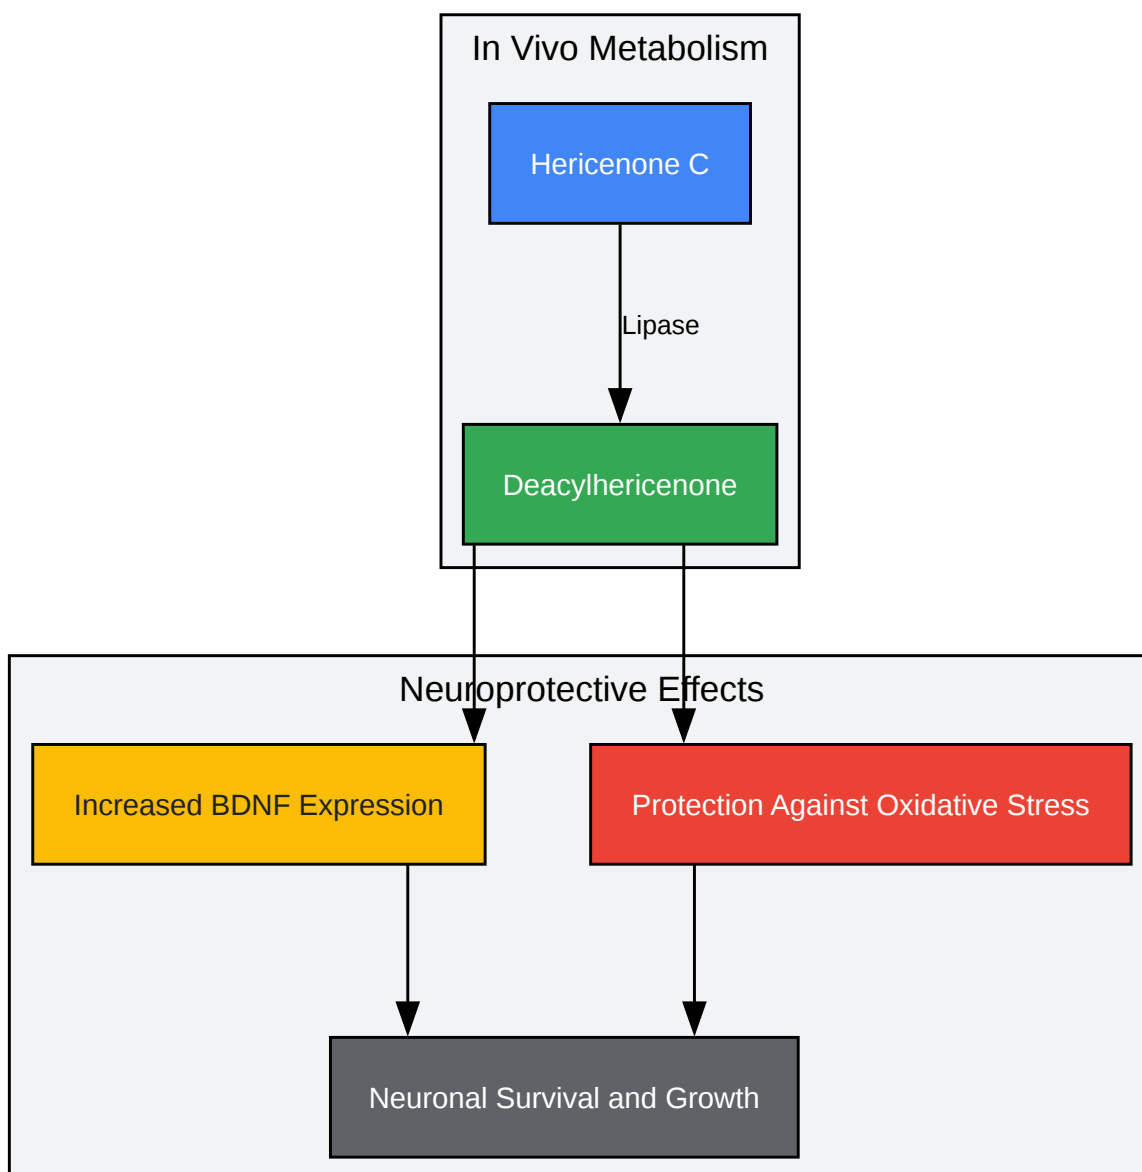 In Vivo Metabolism
Hericenone C
Lipase
Deacylhericenone
Neuroprotective Effects
Increased BDNF Expression
Protection Against Oxidative Stress
Neuronal Survival and Growth